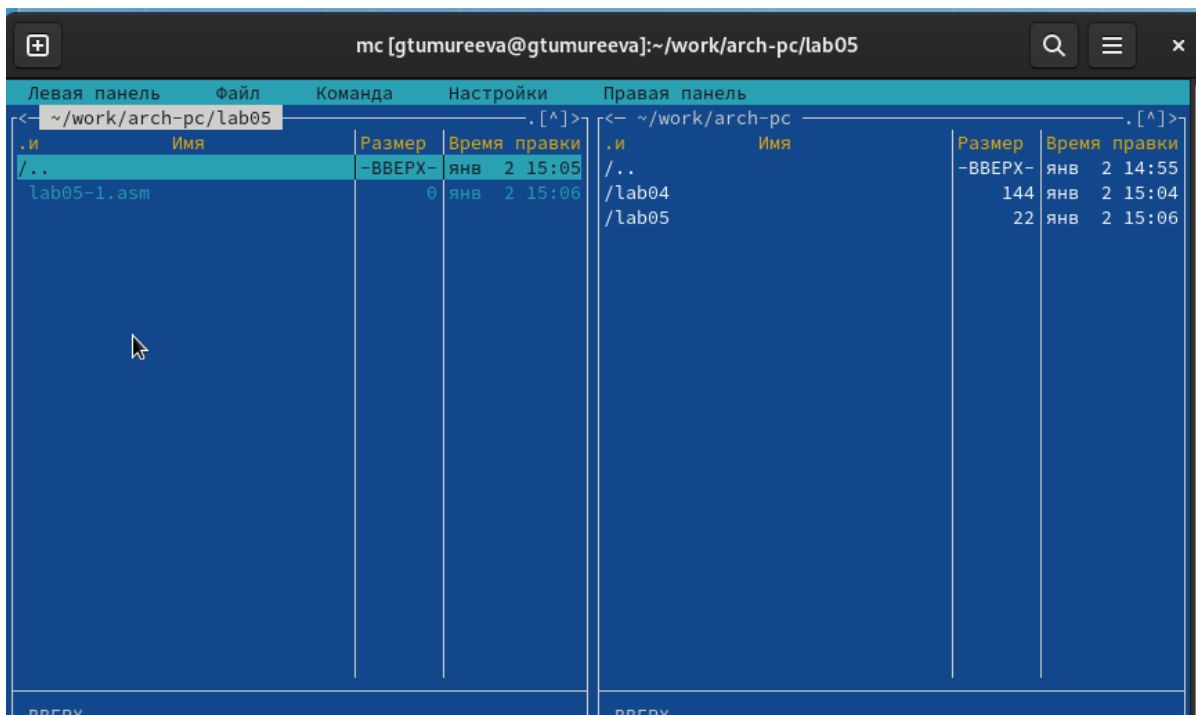 mc [gtumureeva@gtumureeva]:~/work/arch-pc/lab05
Левая панель Файл Команда Настройки Правая панель
<— ~/work/arch-pc/lab05 .[^]>
.и Имя Размер Время правки
/.. -ВВЕРХ- янв 2 15:05
lab05-1.asm 0 янв 2 15:06
<— ~/work/arch-pc .[^]>
.и Имя Размер Время правки
/.. -ВВЕРХ- янв 2 14:55
/lab04 144 янв 2 15:04
/lab05 22 янв 2 15:06
-ВВЕРХ-
-ВВЕРХ-